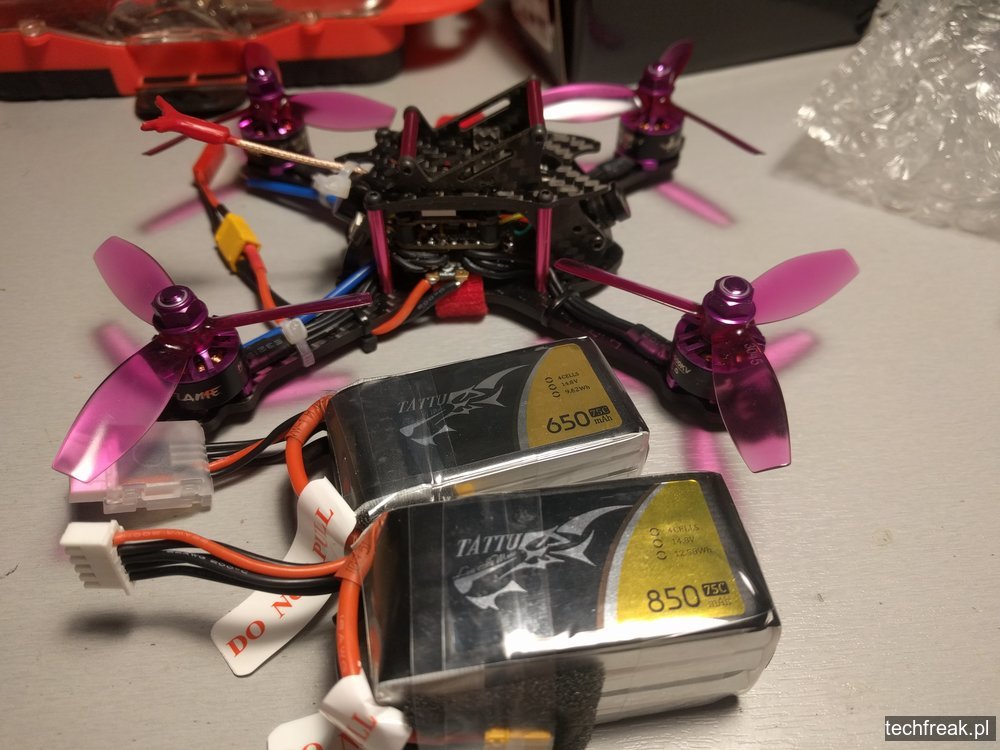 TATTU
4CELLS
14.8V
9.62Wh
650 75C mAh
TATTU
4CELLS
14.8V
12.58Wh
850 75C mAh
DO NO
PULL
techfreak.pl